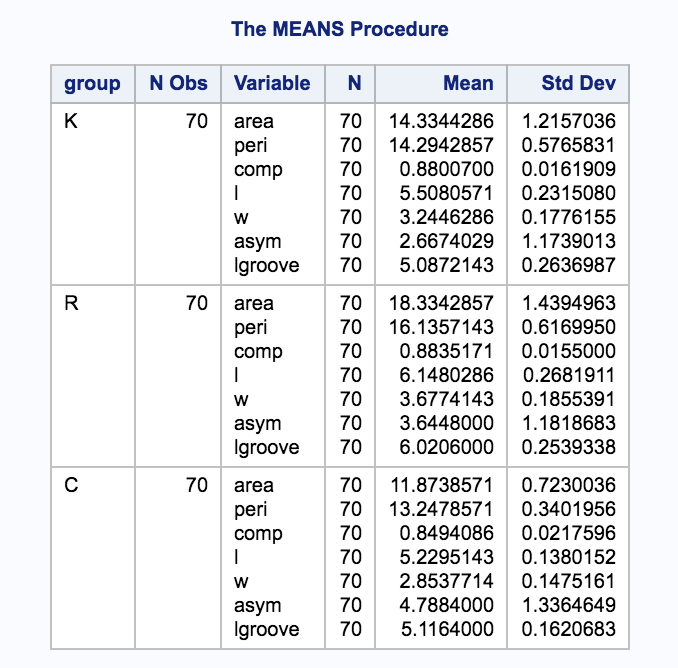 The MEANS Procedure
group N Obs Variable N Mean Std Dev
K 70 area 70 14.3344286 1.2157036
peri 70 14.2942857 0.5765831
comp 70 0.8800700 0.0161909
l 70 5.5080571 0.2315080
w 70 3.2446286 0.1776155
asym 70 2.6674029 1.1739013
lgroove 70 5.0872143 0.2636987
R 70 area 70 18.3342857 1.4394963
peri 70 16.1357143 0.6169950
comp 70 0.8835171 0.0155000
l 70 6.1480286 0.2681911
w 70 3.6774143 0.1855391
asym 70 3.6448000 1.1818683
lgroove 70 6.0206000 0.2539338
C 70 area 70 11.8738571 0.7230036
peri 70 13.2478571 0.3401956
comp 70 0.8494086 0.0217596
l 70 5.2295143 0.1380152
w 70 2.8537714 0.1475161
asym 70 4.7884000 1.3364649
lgroove 70 5.1164000 0.1620683